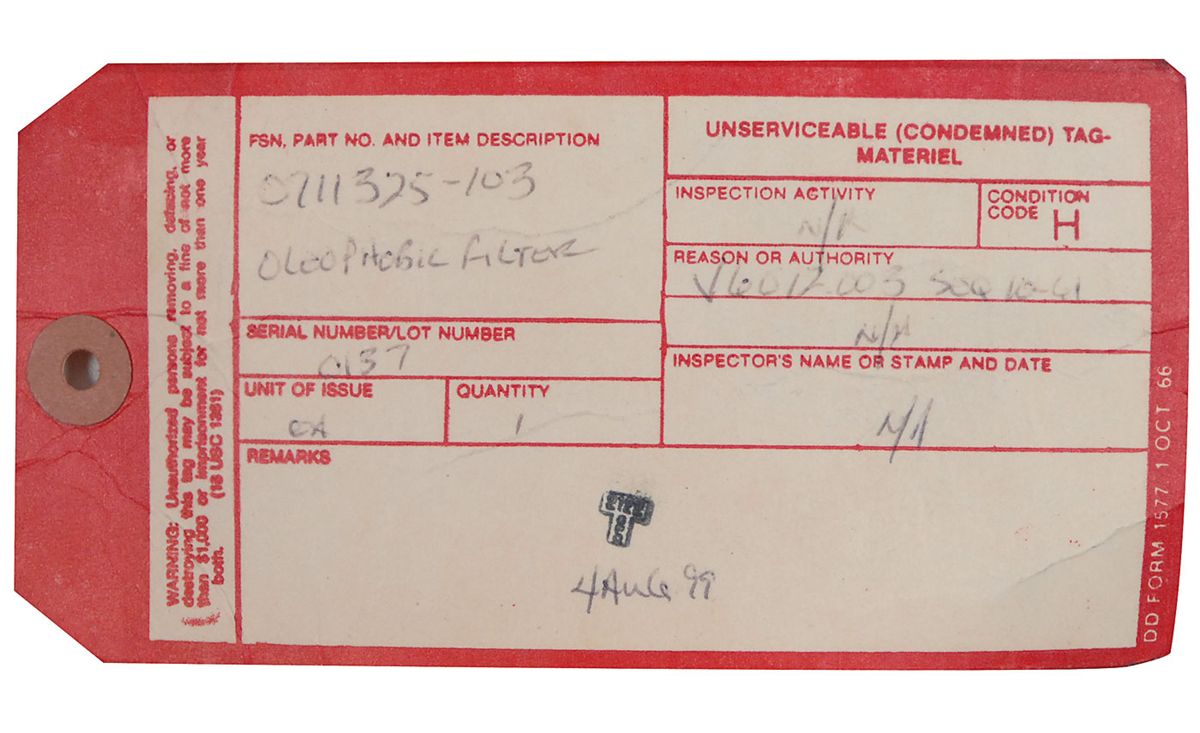 WARNING: Unauthorized persons removing, defacing, or
destroying this tag may be subject to a fine of not more
than $1,000 or imprisonment for not more than one year
both.
(18 USC 1361)
FSN, PART NO. AND ITEM DESCRIPTION
0711325-103
OLEOPHOBIC FILTER
SERIAL NUMBER/LOT NUMBER
0137
UNIT OF ISSUE
EA
QUANTITY
1
UNSERVICEABLE (CONDEMNED) TAG-
MATERIEL
INSPECTION ACTIVITY
N/A
CONDITION
CODE H
REASON OR AUTHORITY
N/A
INSPECTOR'S NAME OR STAMP AND DATE
N/A
REMARKS
T
4 AUG 99
DD FORM 1577, 1 OCT 66